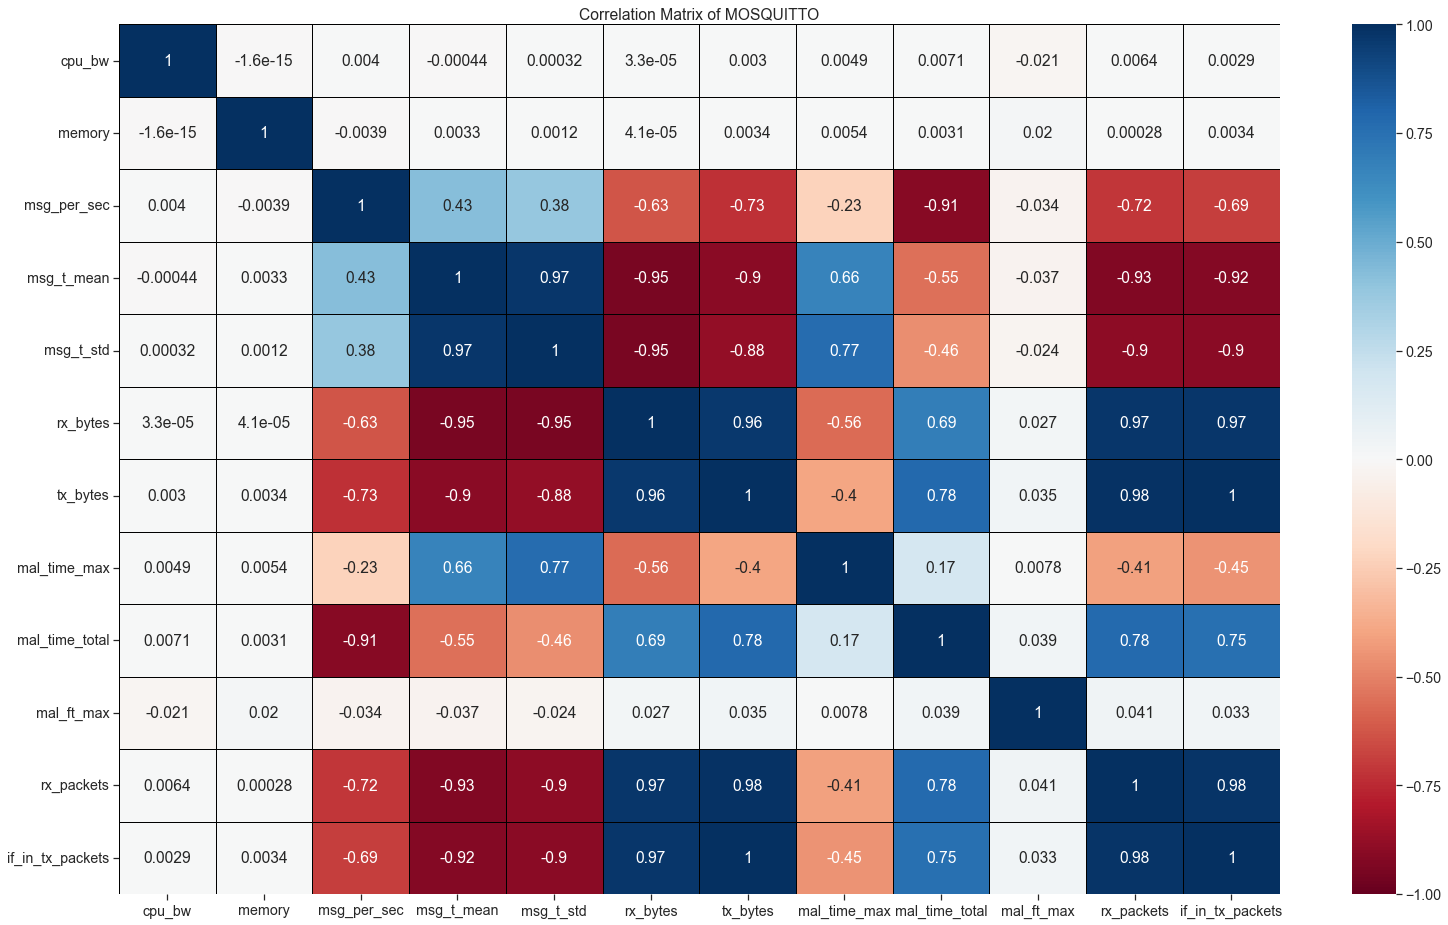 Correlation Matrix of MOSQUITTO
cpu_bw 1 -1.6e-15 0.004 -0.00044 0.00032 3.3e-05 0.003 0.0049 0.0071 -0.021 0.0064 0.0029
memory -1.6e-15 1 -0.0039 0.0033 0.0012 4.1e-05 0.0034 0.0054 0.0031 0.02 0.00028 0.0034
msg_per_sec 0.004 -0.0039 1 0.43 0.38 -0.63 -0.73 -0.23 -0.91 -0.034 -0.72 -0.69
msg_t_mean -0.00044 0.0033 0.43 1 0.97 -0.95 -0.9 0.66 -0.55 -0.037 -0.93 -0.92
msg_t_std 0.00032 0.0012 0.38 0.97 1 -0.95 -0.88 0.77 -0.46 -0.024 -0.9 -0.9
rx_bytes 3.3e-05 4.1e-05 -0.63 -0.95 -0.95 1 0.96 -0.56 0.69 0.027 0.97 0.97
tx_bytes 0.003 0.0034 -0.73 -0.9 -0.88 0.96 1 -0.4 0.78 0.035 0.98 1
mal_time_max 0.0049 0.0054 -0.23 0.66 0.77 -0.56 -0.4 1 0.17 0.0078 -0.41 -0.45
mal_time_total 0.0071 0.0031 -0.91 -0.55 -0.46 0.69 0.78 0.17 1 0.039 0.78 0.75
mal_ft_max -0.021 0.02 -0.034 -0.037 -0.024 0.027 0.035 0.0078 0.039 1 0.041 0.033
rx_packets 0.0064 0.00028 -0.72 -0.93 -0.9 0.97 0.98 -0.41 0.78 0.041 1 0.98
if_in_tx_packets 0.0029 0.0034 -0.69 -0.92 -0.9 0.97 1 -0.45 0.75 0.033 0.98 1
cpu_bw memory msg_per_sec msg_t_mean msg_t_std rx_bytes tx_bytes mal_time_max mal_time_total mal_ft_max rx_packets if_in_tx_packets
1.00
0.75
0.50
0.25
0.00
−0.25
−0.50
−0.75
−1.00